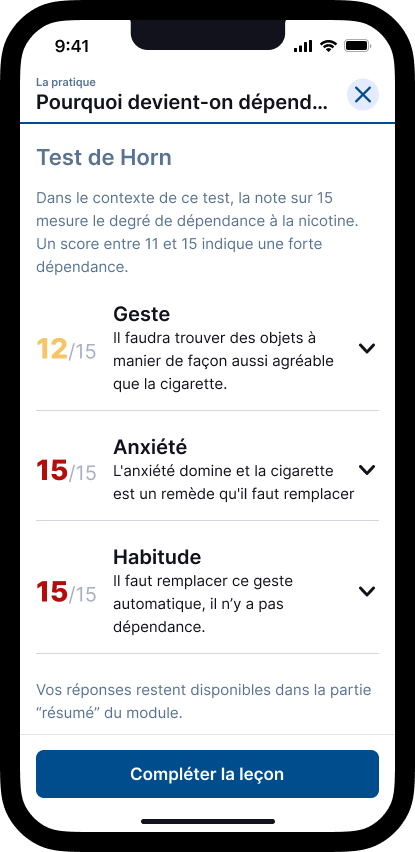 9:41
La pratique
Pourquoi devient-on dépend...
Test de Horn
Dans le contexte de ce test, la note sur 15
mesure le degré de dépendance à la nicotine.
Un score entre 11 et 15 indique une forte
dépendance.
Geste
12/15
Il faudra trouver des objets à
manier de façon aussi agréable
que la cigarette.
Anxiété
15/15
L'anxiété domine et la cigarette
est un remède qu'il faut remplacer
Habitude
15/15
Il faut remplacer ce geste
automatique, il n’y a pas
dépendance.
Vos réponses restent disponibles dans la partie
“résumé” du module.
Compléter la leçon